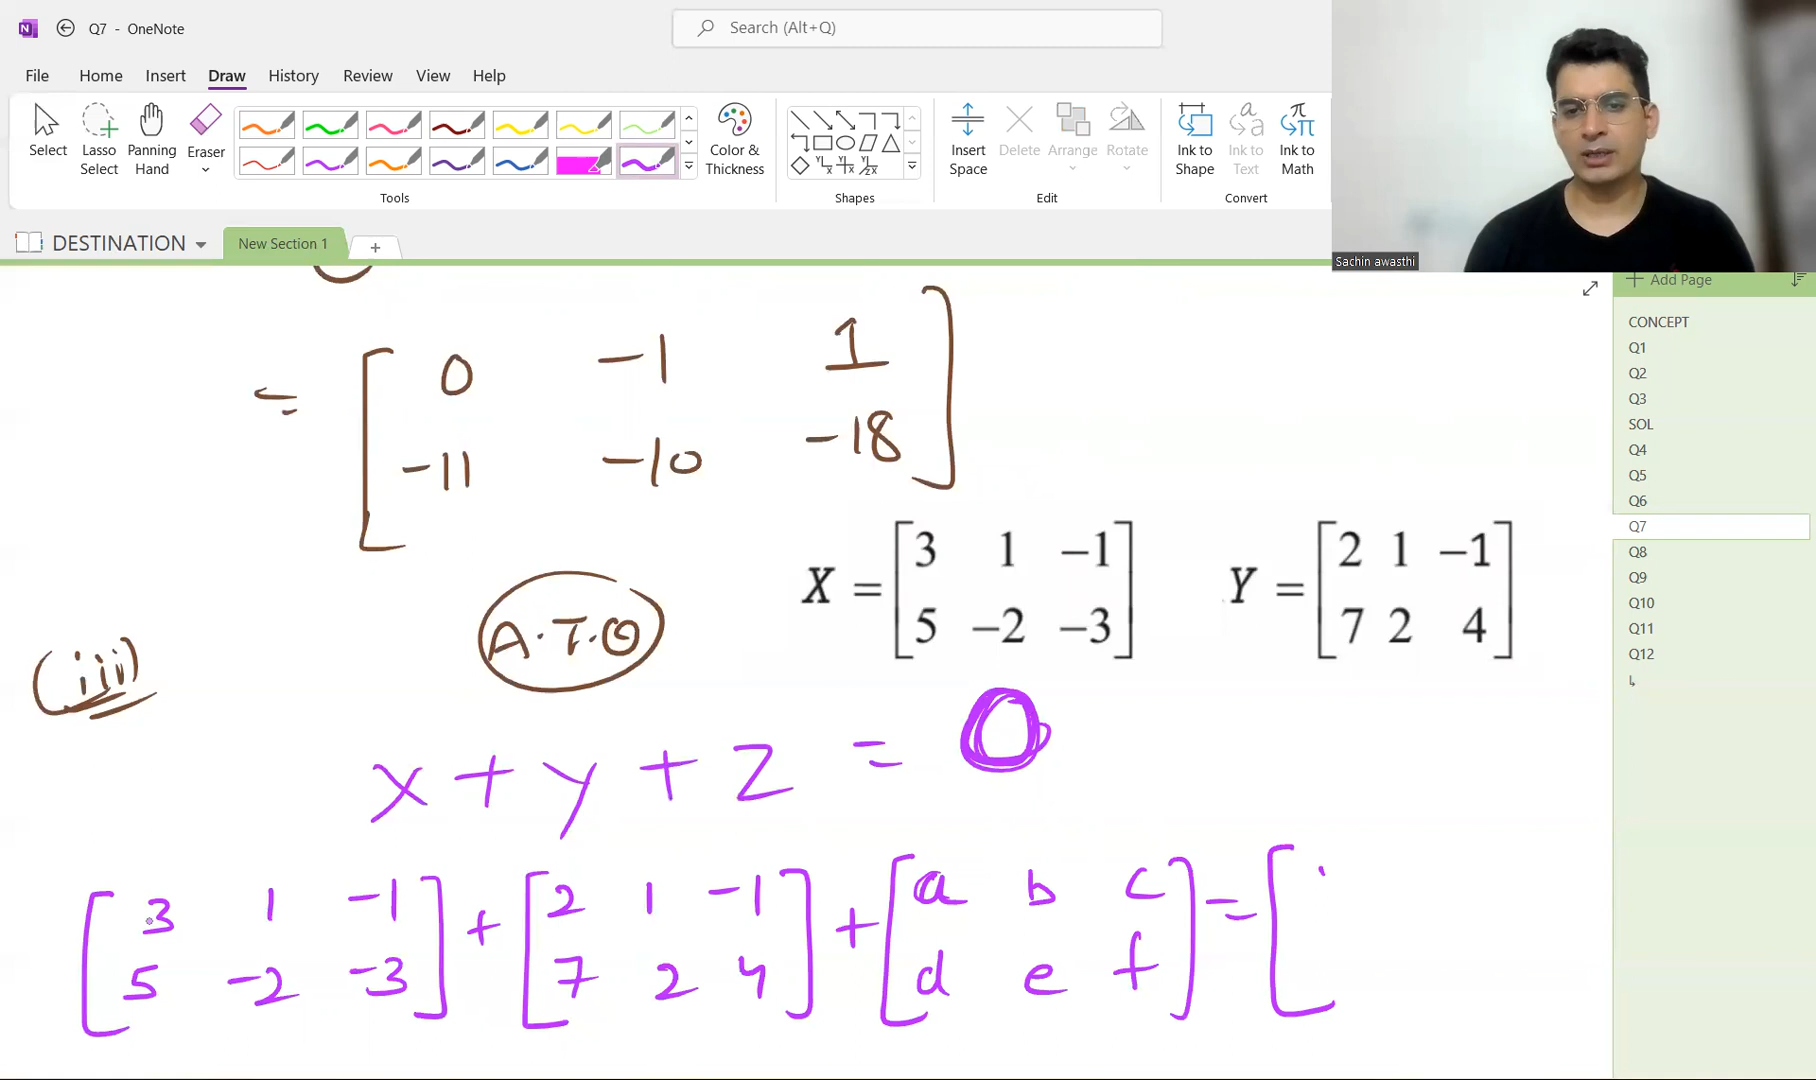 Q7 - OneNote
Search (Alt+Q)
File Home Insert Draw History Review View Help
Select
Lasso Select
Panning Hand
Eraser
Color & Thickness
Insert Space
Delete
Arrange
Rotate
Ink to Shape
Ink to Text
Ink to Math
Tools
Shapes
Edit
Convert
Sachin awasthi
DESTINATION
New Section 1
+
Add Page
CONCEPT
Q1
Q2
Q3
SOL
Q4
Q5
Q6
Q7
Q8
Q9
Q10
Q11
Q12
= [ 0 -1 1
-11 -10 -18 ]
X = [ 3 1 −1
5 −2 −3 ]
Y = [ 2 1 −1
7 2 4 ]
A.T.Q
(iii)
x + y + z = O
[ 3 1 -1
5 -2 -3 ] + [ 2 1 -1
7 2 4 ] + [ a b c
d e f ] = [